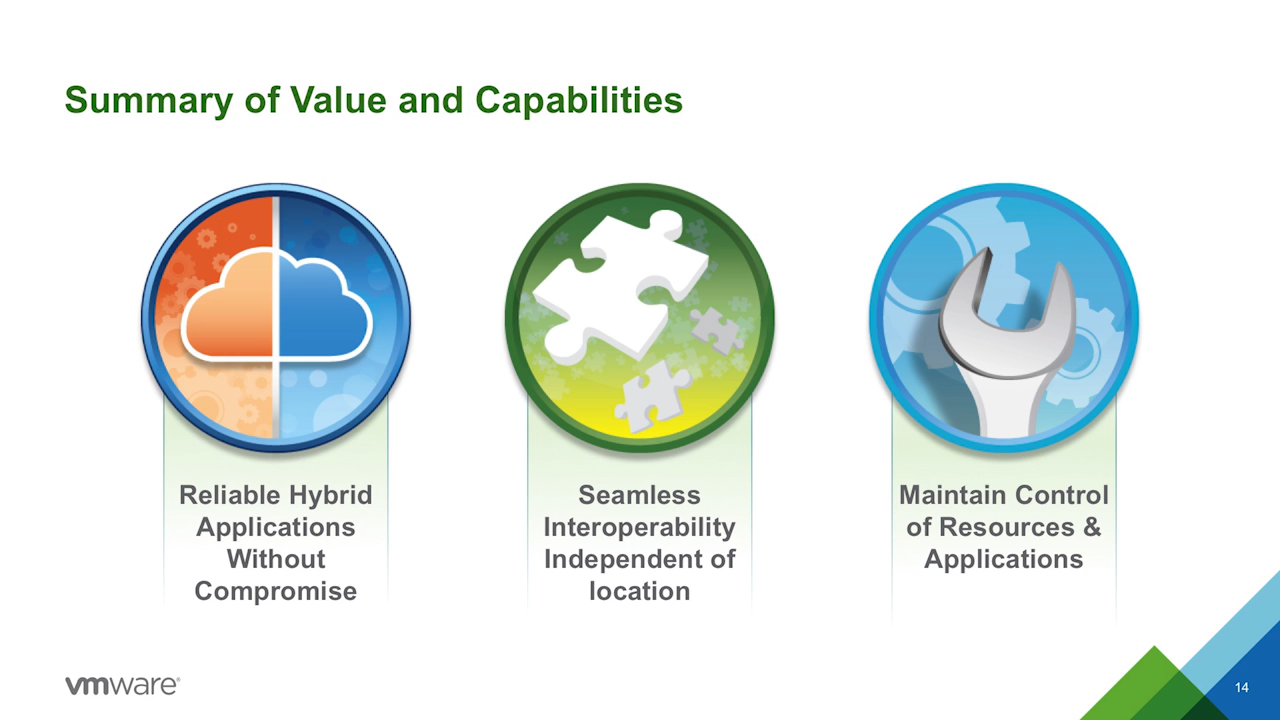 Summary of Value and Capabilities
Reliable Hybrid
Applications
Without
Compromise
Seamless
Interoperability
Independent of
location
Maintain Control
of Resources &
Applications
vmware®
14